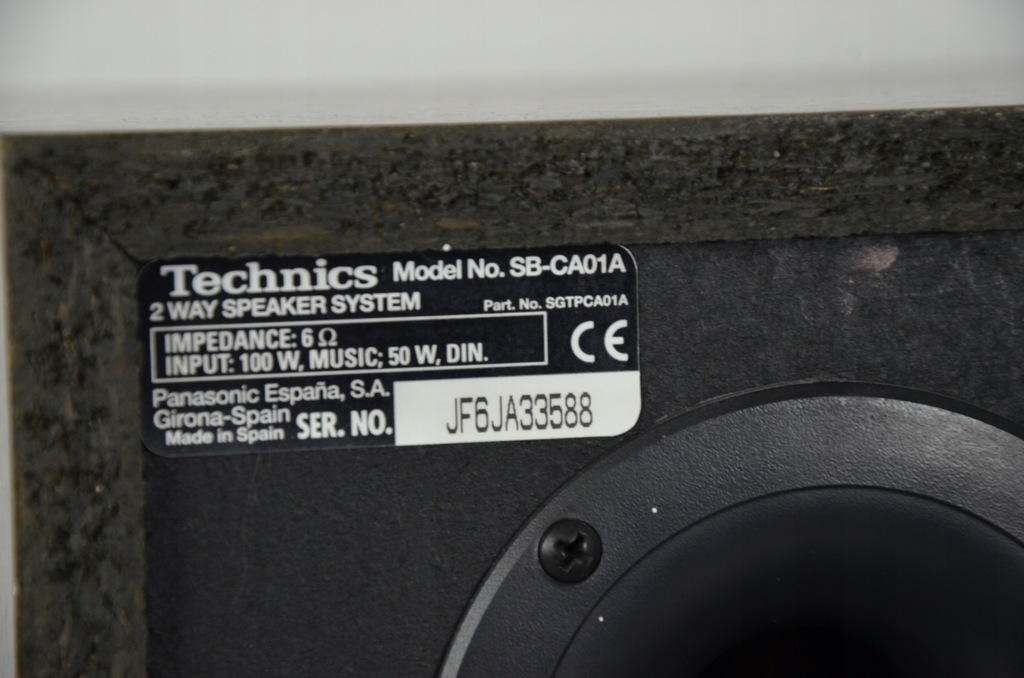 Technics Model No. SB-CA01A
2 WAY SPEAKER SYSTEM Part. No. SGTPCA01A
IMPEDANCE: 6 Ω
INPUT: 100 W, MUSIC; 50 W, DIN.
CE
Panasonic España, S.A.
Girona-Spain
Made in Spain SER. NO. JF6JA33588